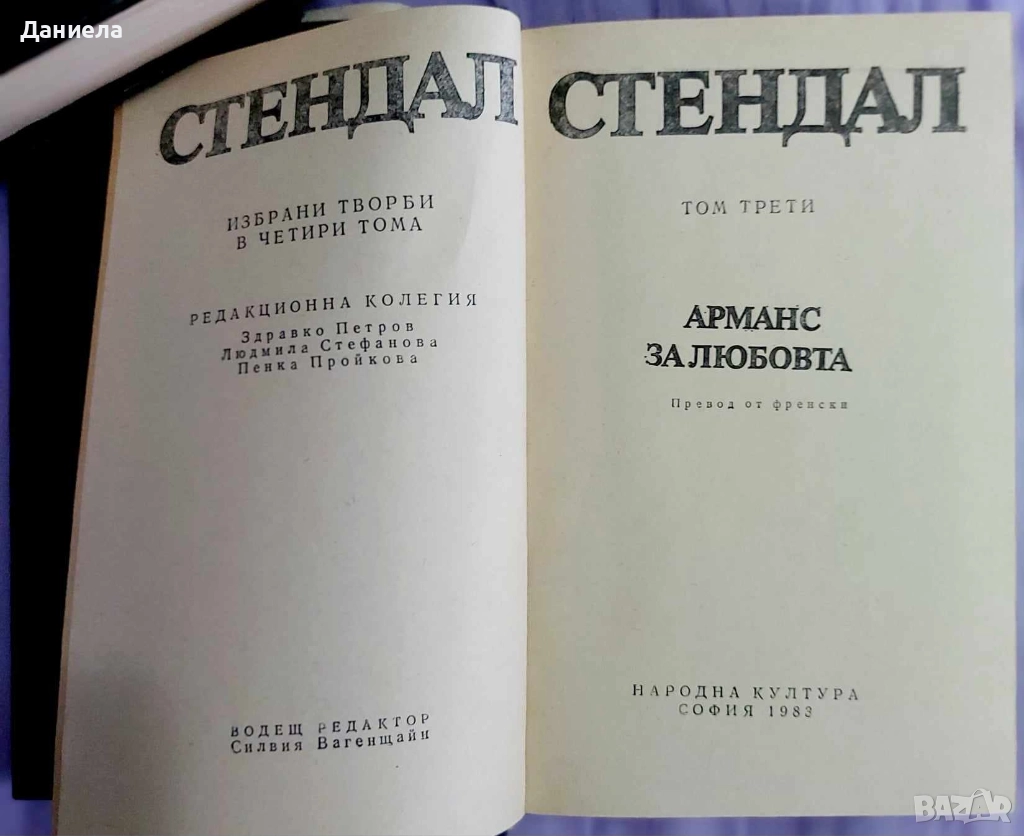 Даниела
СТЕНДАЛ
ИЗБРАНИ ТВОРБИ
В ЧЕТИРИ ТОМА
РЕДАКЦИОННА КОЛЕГИЯ
Здравко Петров
Людмила Стефанова
Пенка Пройкова
ВОДЕЩ РЕДАКТОР
Силвия Вагенщайн
СТЕНДАЛ
ТОМ ТРЕТИ
АРМАНС
ЗА ЛЮБОВТА
Превод от френски
НАРОДНА КУЛТУРА
СОФИЯ 1983
BAZAR